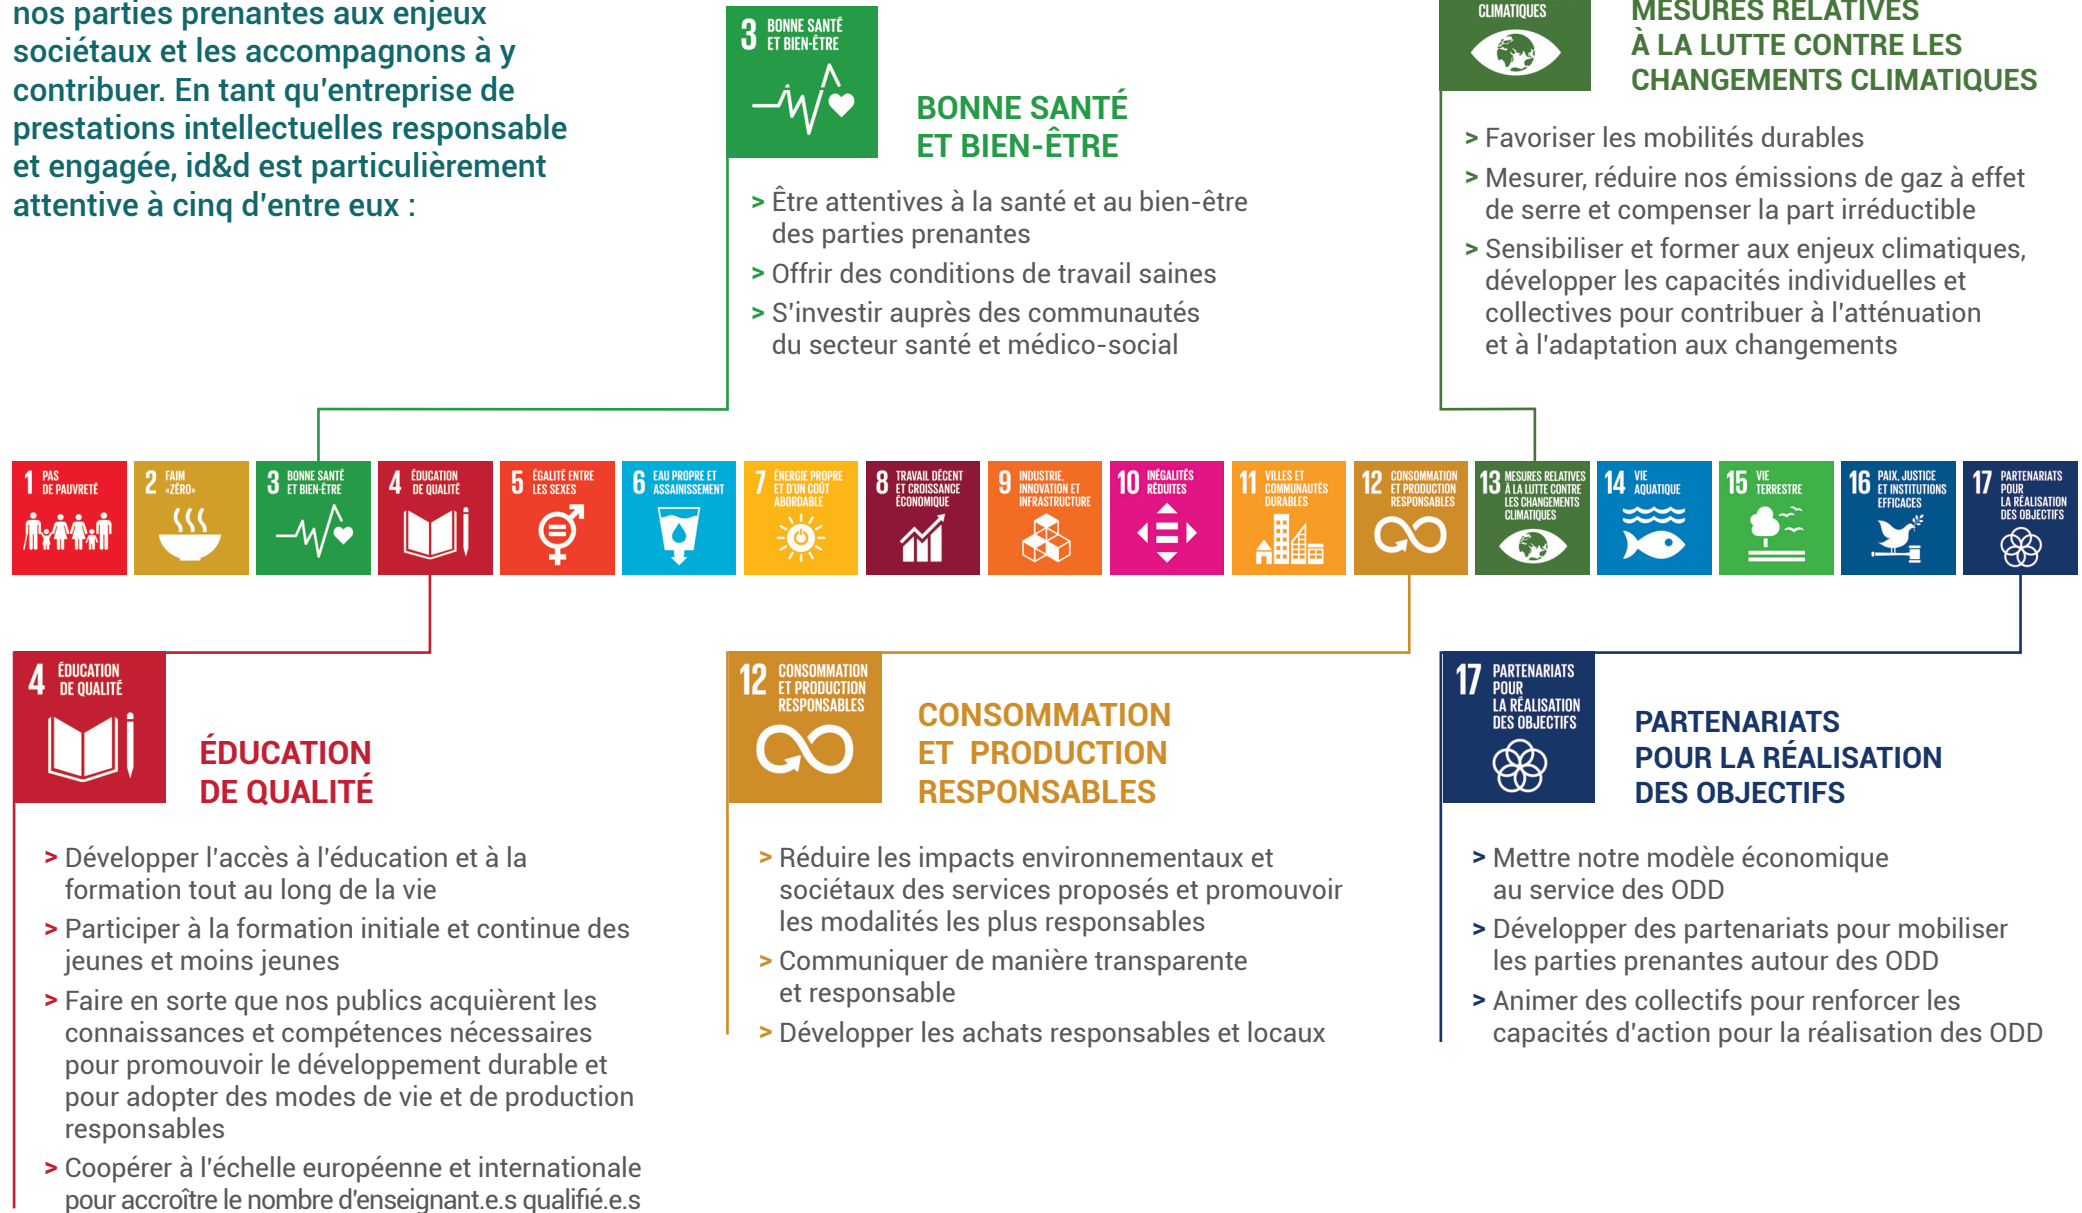 nos parties prenantes aux enjeux
sociétaux et les accompagnons à y
contribuer. En tant qu'entreprise de
prestations intellectuelles responsable
et engagée, id&d est particulièrement
attentive à cinq d'entre eux :
3 BONNE SANTÉ
ET BIEN-ÊTRE
BONNE SANTÉ
ET BIEN-ÊTRE
> Être attentives à la santé et au bien-être
des parties prenantes
> Offrir des conditions de travail saines
> S'investir auprès des communautés
du secteur santé et médico-social
CLIMATIQUES
MESURES RELATIVES
À LA LUTTE CONTRE LES
CHANGEMENTS CLIMATIQUES
> Favoriser les mobilités durables
> Mesurer, réduire nos émissions de gaz à effet
de serre et compenser la part irréductible
> Sensibiliser et former aux enjeux climatiques,
développer les capacités individuelles et
collectives pour contribuer à l'atténuation
et à l'adaptation aux changements
1 PAS
DE PAUVRETÉ
2 FAIM
«ZÉRO»
3 BONNE SANTÉ
ET BIEN-ÊTRE
4 ÉDUCATION
DE QUALITÉ
5 ÉGALITÉ ENTRE
LES SEXES
6 EAU PROPRE ET
ASSAINISSEMENT
7 ÉNERGIE PROPRE
ET D'UN COÛT
ABORDABLE
8 TRAVAIL DÉCENT
ET CROISSANCE
ÉCONOMIQUE
9 INDUSTRIE,
INNOVATION ET
INFRASTRUCTURE
10 INÉGALITÉS
RÉDUITES
11 VILLES ET
COMMUNAUTÉS
DURABLES
12 CONSOMMATION
ET PRODUCTION
RESPONSABLES
13 MESURES RELATIVES
À LA LUTTE CONTRE
LES CHANGEMENTS
CLIMATIQUES
14 VIE
AQUATIQUE
15 VIE
TERRESTRE
16 PAIX, JUSTICE
ET INSTITUTIONS
EFFICACES
17 PARTENARIATS
POUR
LA RÉALISATION
DES OBJECTIFS
4 ÉDUCATION
DE QUALITÉ
ÉDUCATION
DE QUALITÉ
> Développer l'accès à l'éducation et à la
formation tout au long de la vie
> Participer à la formation initiale et continue des
jeunes et moins jeunes
> Faire en sorte que nos publics acquièrent les
connaissances et compétences nécessaires
pour promouvoir le développement durable et
pour adopter des modes de vie et de production
responsables
> Coopérer à l'échelle européenne et internationale
pour accroître le nombre d'enseignant.e.s qualifié.e.s
12 CONSOMMATION
ET PRODUCTION
RESPONSABLES
CONSOMMATION
ET PRODUCTION
RESPONSABLES
> Réduire les impacts environnementaux et
sociétaux des services proposés et promouvoir
les modalités les plus responsables
> Communiquer de manière transparente
et responsable
> Développer les achats responsables et locaux
17 PARTENARIATS
POUR
LA RÉALISATION
DES OBJECTIFS
PARTENARIATS
POUR LA RÉALISATION
DES OBJECTIFS
> Mettre notre modèle économique
au service des ODD
> Développer des partenariats pour mobiliser
les parties prenantes autour des ODD
> Animer des collectifs pour renforcer les
capacités d'action pour la réalisation des ODD